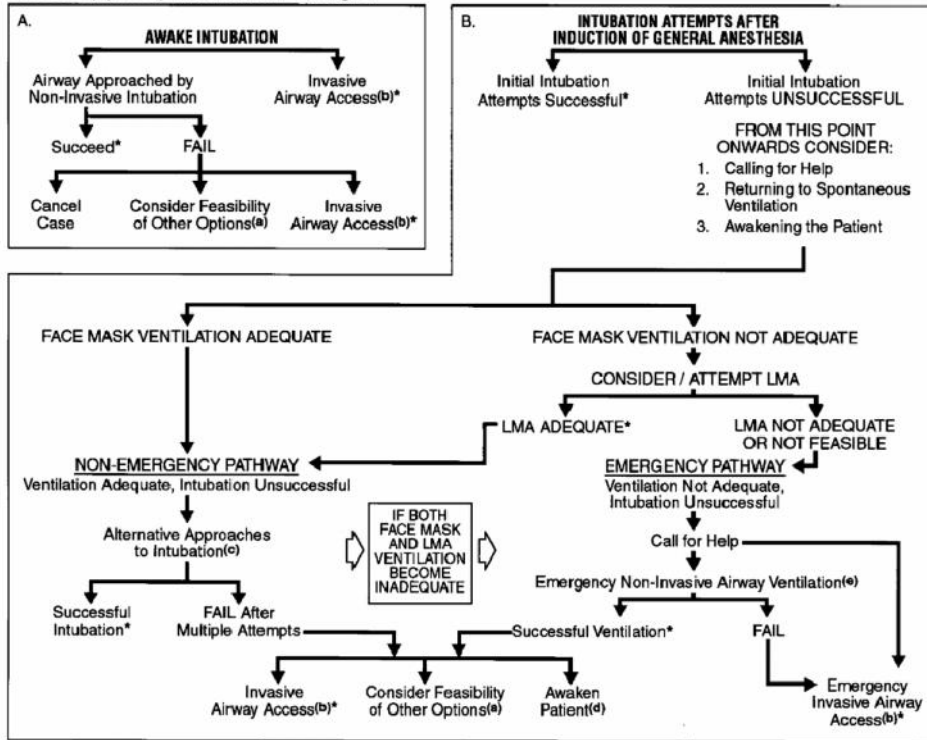 A.
AWAKE INTUBATION
Airway Approached by
Non-Invasive Intubation
Invasive
Airway Access(b)*
Succeed*
FAIL
Cancel
Case
Consider Feasibility
of Other Options(a)
Invasive
Airway Access(b)*
B.
INTUBATION ATTEMPTS AFTER
INDUCTION OF GENERAL ANESTHESIA
Initial Intubation
Attempts Successful*
Initial Intubation
Attempts UNSUCCESSFUL
FROM THIS POINT
ONWARDS CONSIDER:
1. Calling for Help
2. Returning to Spontaneous
Ventilation
3. Awakening the Patient
FACE MASK VENTILATION ADEQUATE
FACE MASK VENTILATION NOT ADEQUATE
CONSIDER / ATTEMPT LMA
LMA ADEQUATE*
LMA NOT ADEQUATE
OR NOT FEASIBLE
NON-EMERGENCY PATHWAY
Ventilation Adequate, Intubation Unsuccessful
EMERGENCY PATHWAY
Ventilation Not Adequate,
Intubation Unsuccessful
Alternative Approaches
to Intubation(c)
IF BOTH
FACE MASK
AND LMA
VENTILATION
BECOME
INADEQUATE
Call for Help
Emergency Non-Invasive Airway Ventilation(e)
Successful
Intubation*
FAIL After
Multiple Attempts
Successful Ventilation*
FAIL
Invasive
Airway Access(b)*
Consider Feasibility
of Other Options(a)
Awaken
Patient(d)
Emergency
Invasive Airway
Access(b)*